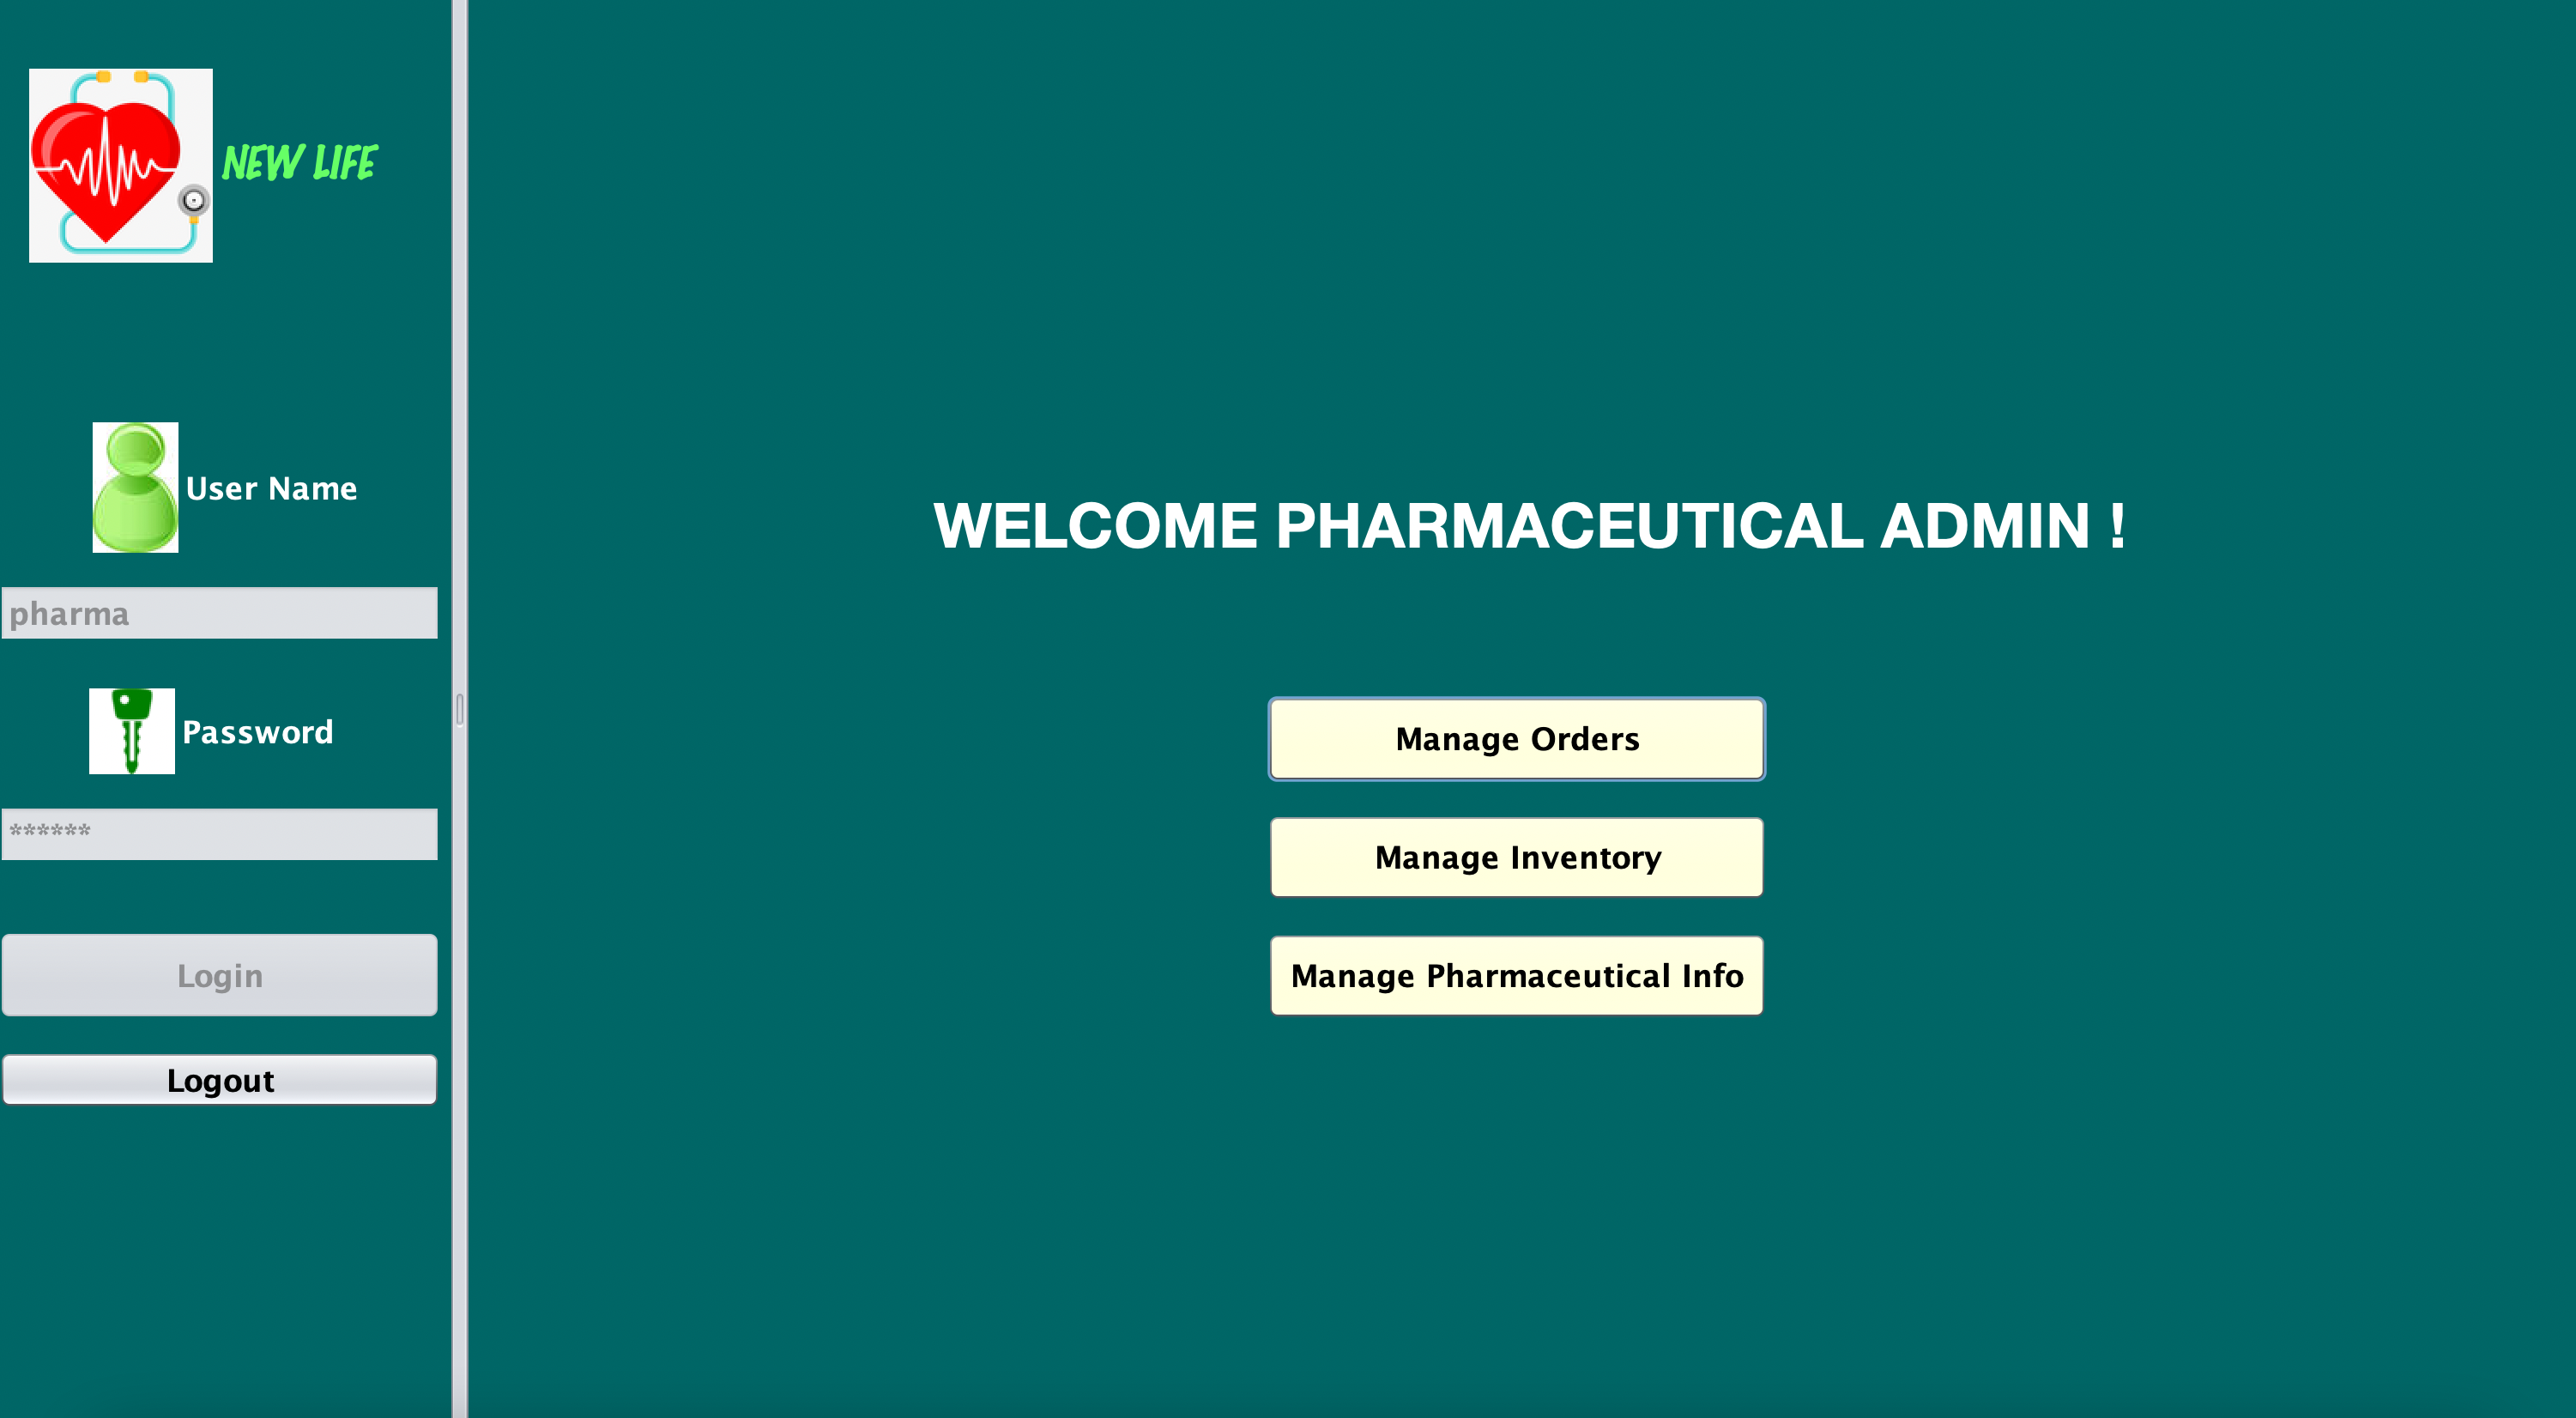 NEW LIFE
User Name
pharma
Password
******
Login
Logout
WELCOME PHARMACEUTICAL ADMIN !
Manage Orders
Manage Inventory
Manage Pharmaceutical Info